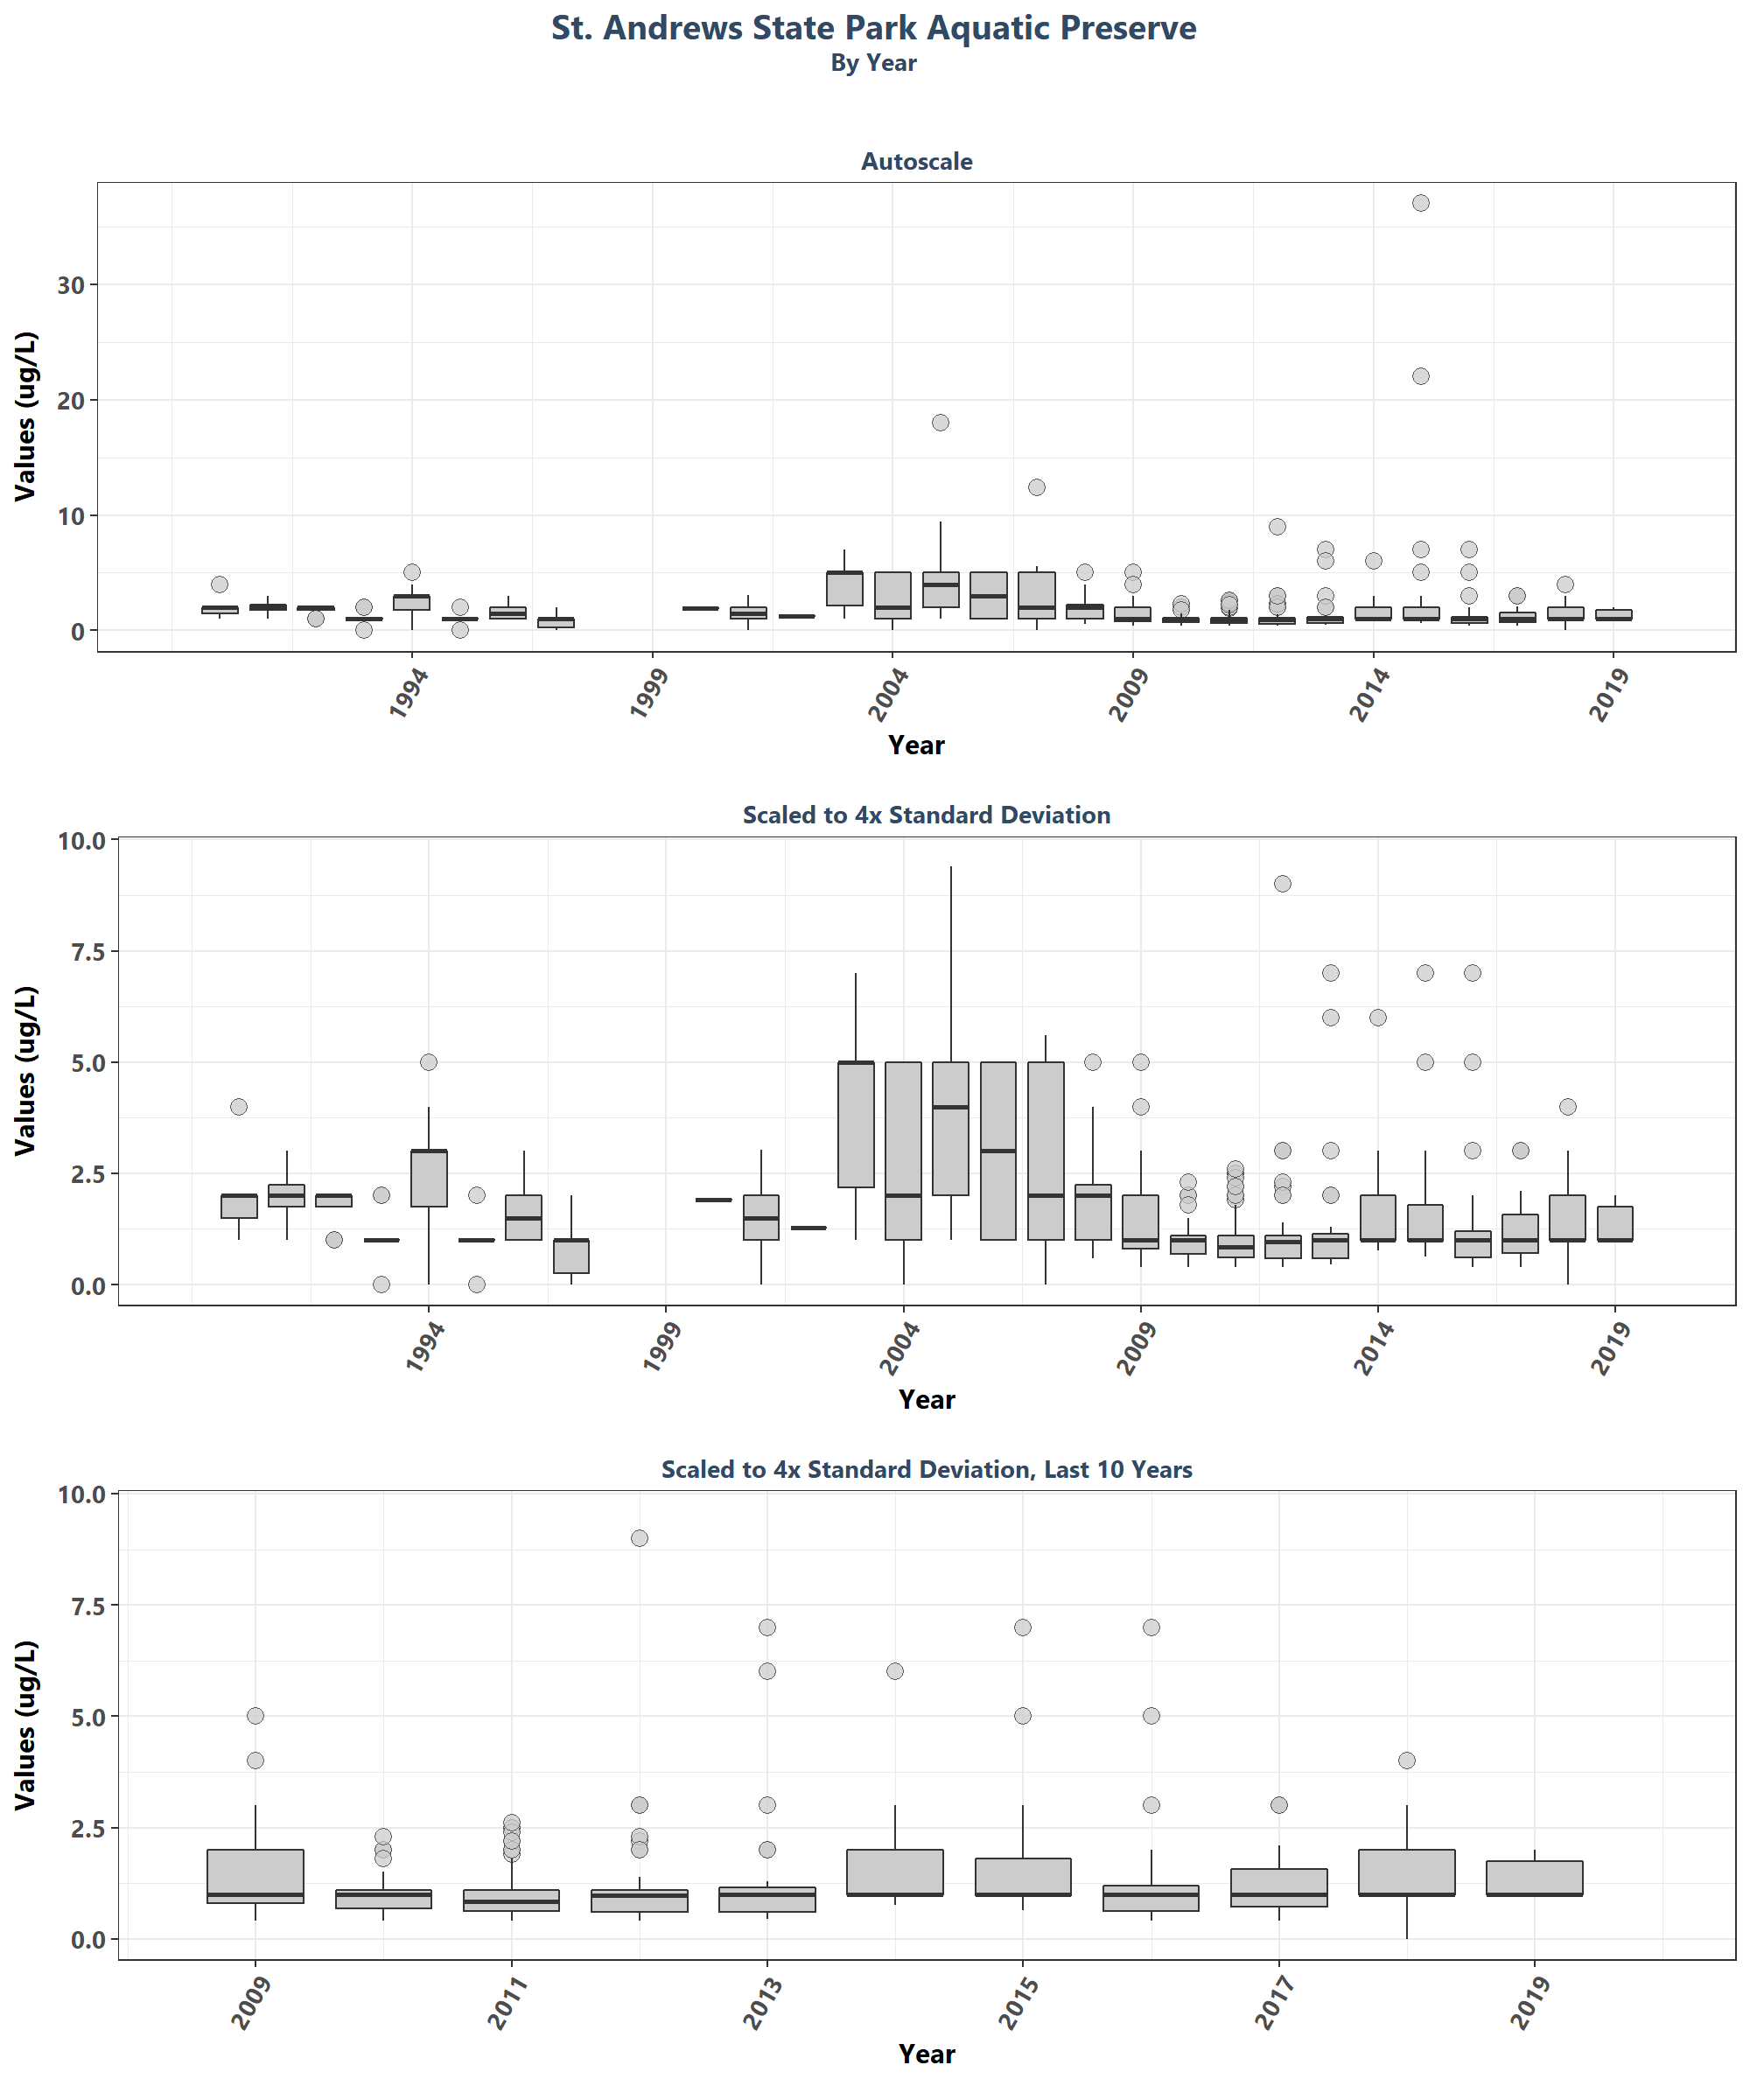 St. Andrews State Park Aquatic Preserve
By Year
Autoscale
Values (ug/L)
30
20
10
0
1994
1999
2004
2009
2014
2019
Year
Scaled to 4x Standard Deviation
Values (ug/L)
10.0
7.5
5.0
2.5
0.0
1994
1999
2004
2009
2014
2019
Year
Scaled to 4x Standard Deviation, Last 10 Years
Values (ug/L)
10.0
7.5
5.0
2.5
0.0
2009
2011
2013
2015
2017
2019
Year